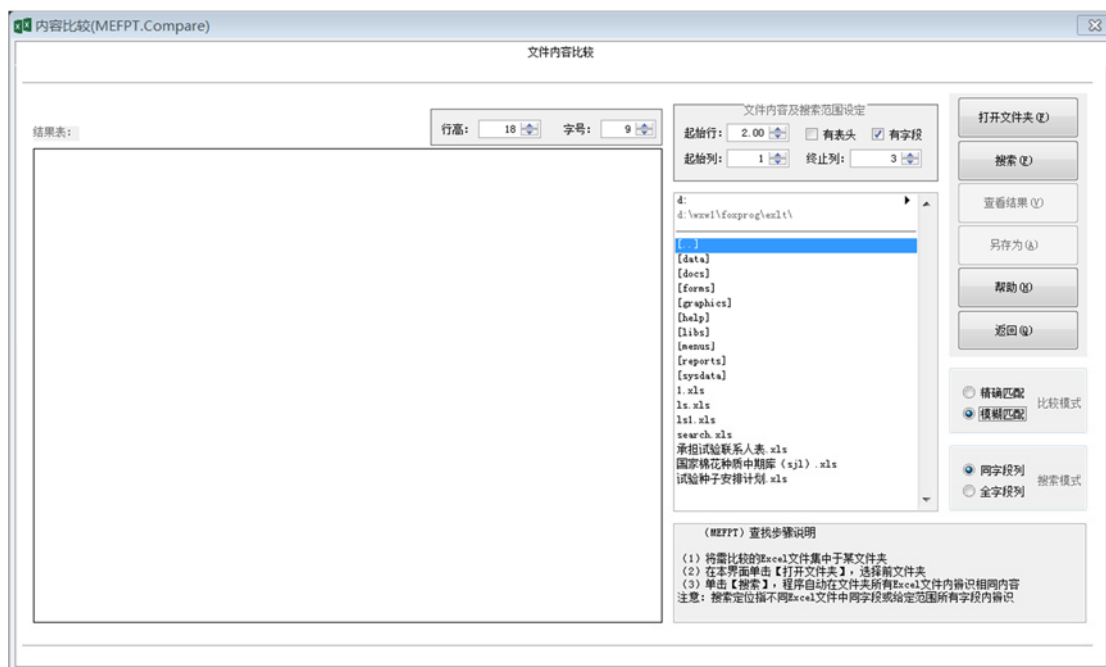 内容比较(MEFPT.Compare)
文件内容比较
结果表:
行高: 18 字号: 9
文件内容及搜索范围设定
起始行: 2.00 有表头 有字段
起始列: 1 终止列: 3
d:
d:\wxw1\foxprog\exlt\
[..]
[data]
[docs]
[forms]
[graphics]
[help]
[libs]
[menus]
[reports]
[sysdata]
1.xls
ls.xls
ls1.xls
search.xls
承担试验联系人表.xls
国家棉花种质中期库(sjl).xls
试验种子安排计划.xls
打开文件夹(Z)
搜索(F)
查看结果(V)
另存为(A)
帮助(H)
返回(Q)
精确匹配
模糊匹配
比较模式
同字段列
全字段列
搜索模式
(MEFPT) 查找步骤说明
(1) 将需比较的Excel文件集中于某文件夹
(2) 在本界面单击【打开文件夹】,选择前文件夹
(3) 单击【搜索】,程序自动在文件夹所有Excel文件内辨识相同内容
注意: 搜索定位指不同Excel文件中同字段或给定范围所有字段内辨识